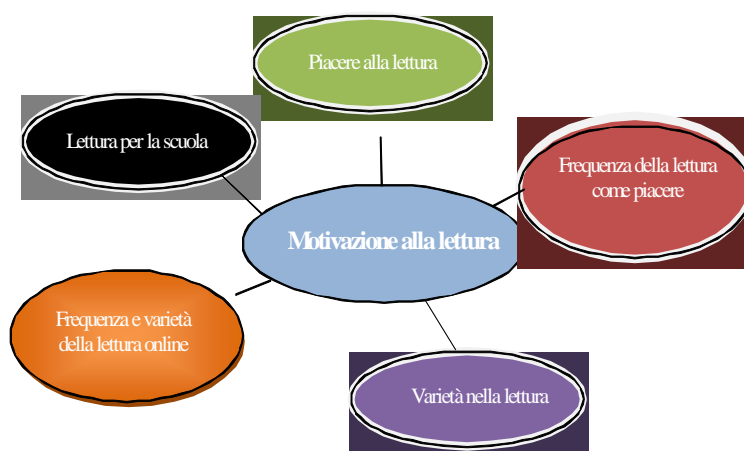 Piacere alla lettura
Lettura per la scuola
Frequenza della lettura
come piacere
Motivazione alla lettura
Frequenza e varietà
della lettura online
Varietà nella lettura